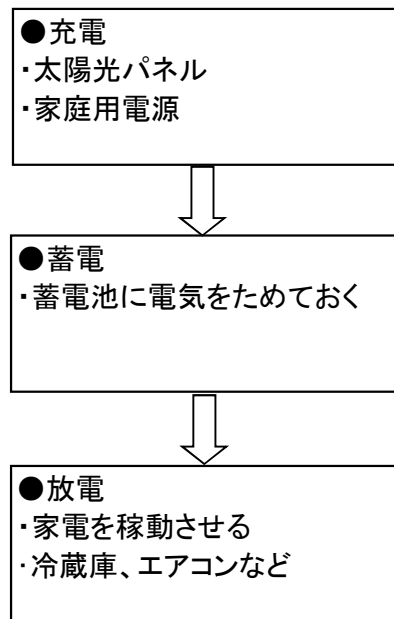 ●充電
・太陽光パネル
・家庭用電源
●蓄電
・蓄電池に電気をためておく
●放電
・家電を稼動させる
・冷蔵庫、エアコンなど